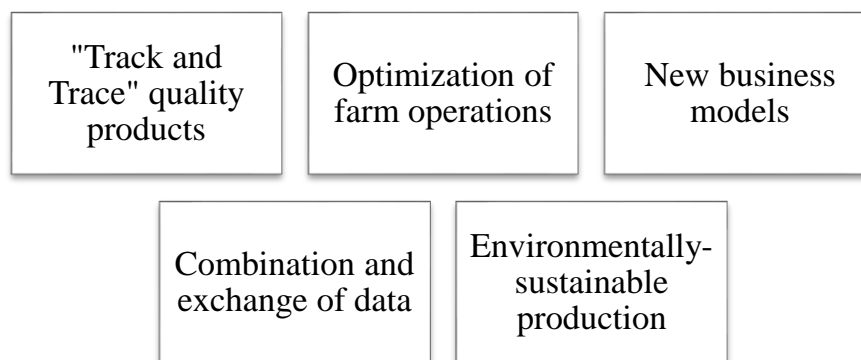 "Track and
Trace" quality
products
Optimization of
farm operations
New business
models
Combination and
exchange of data
Environmentally-
sustainable
production